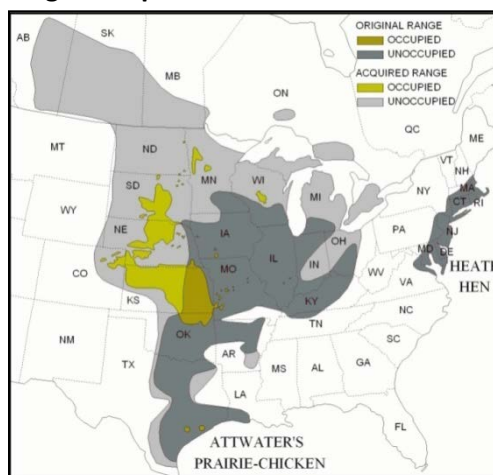 ORIGINAL RANGE
OCCUPIED
UNOCCUPIED
ACQUIRED RANGE
OCCUPIED
UNOCCUPIED
AB
SK
MB
ON
QC
ME
MT
ND
MN
VT
NH
SD
WI
MI
NY
MA
CT RI
WY
NE
IA
PA
NJ
OH
MD
DE
IL
IN
HEATH
HEN
CO
MO
WV
VA
KS
KY
NC
TN
OK
AR
SC
NM
MS
AL
GA
TX
LA
FL
ATTWATER'S
PRAIRIE-CHICKEN